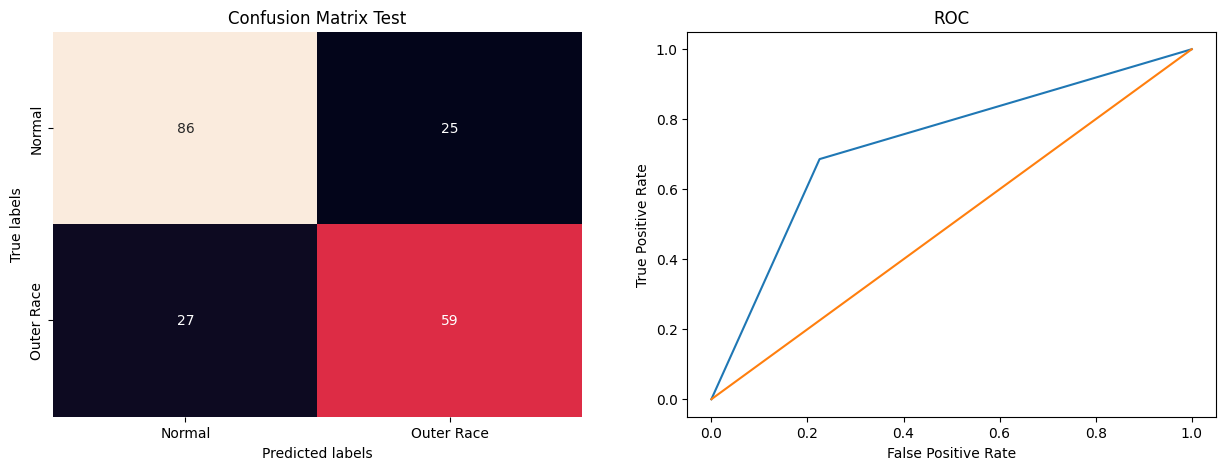 Confusion Matrix Test
True labels
Normal
Outer Race
86
25
27
59
Normal
Outer Race
Predicted labels
ROC
True Positive Rate
1.0
0.8
0.6
0.4
0.2
0.0
0.0
0.2
0.4
0.6
0.8
1.0
False Positive Rate